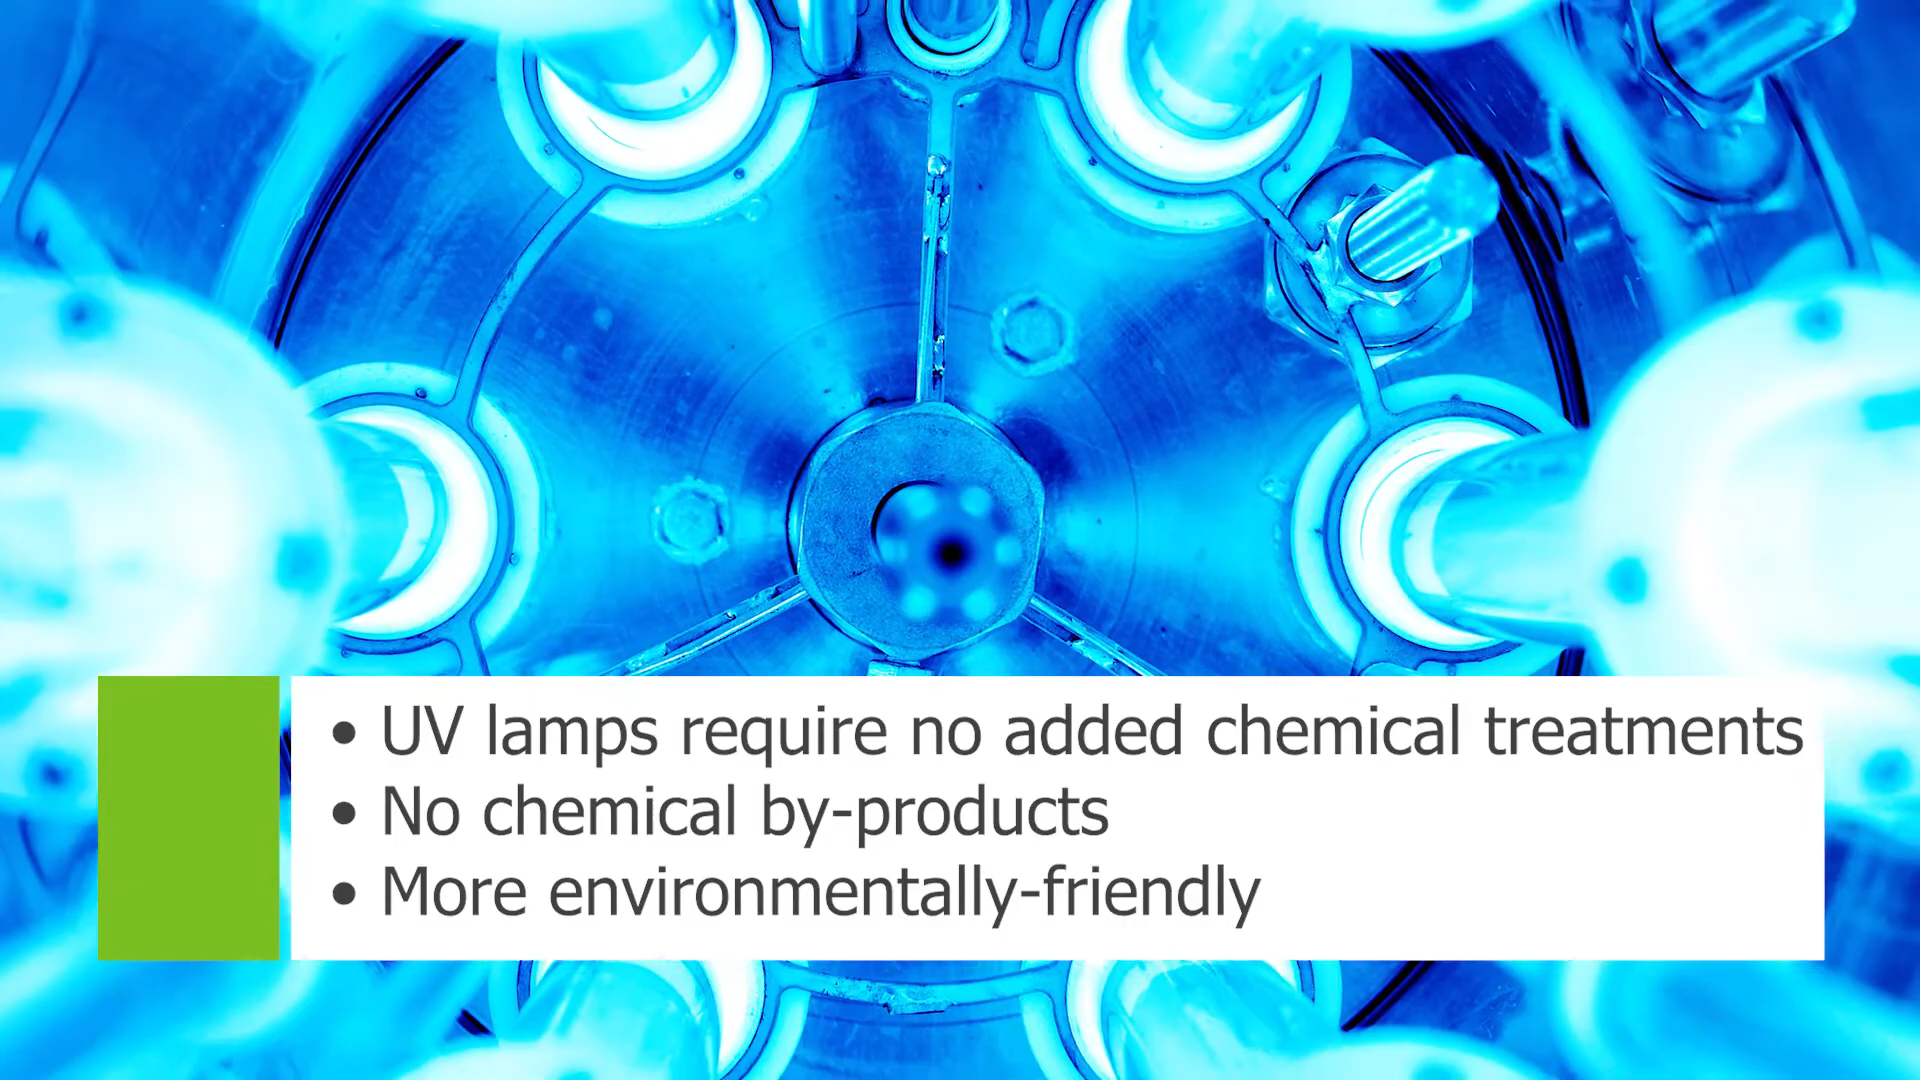 • UV lamps require no added chemical treatments
• No chemical by-products
• More environmentally-friendly